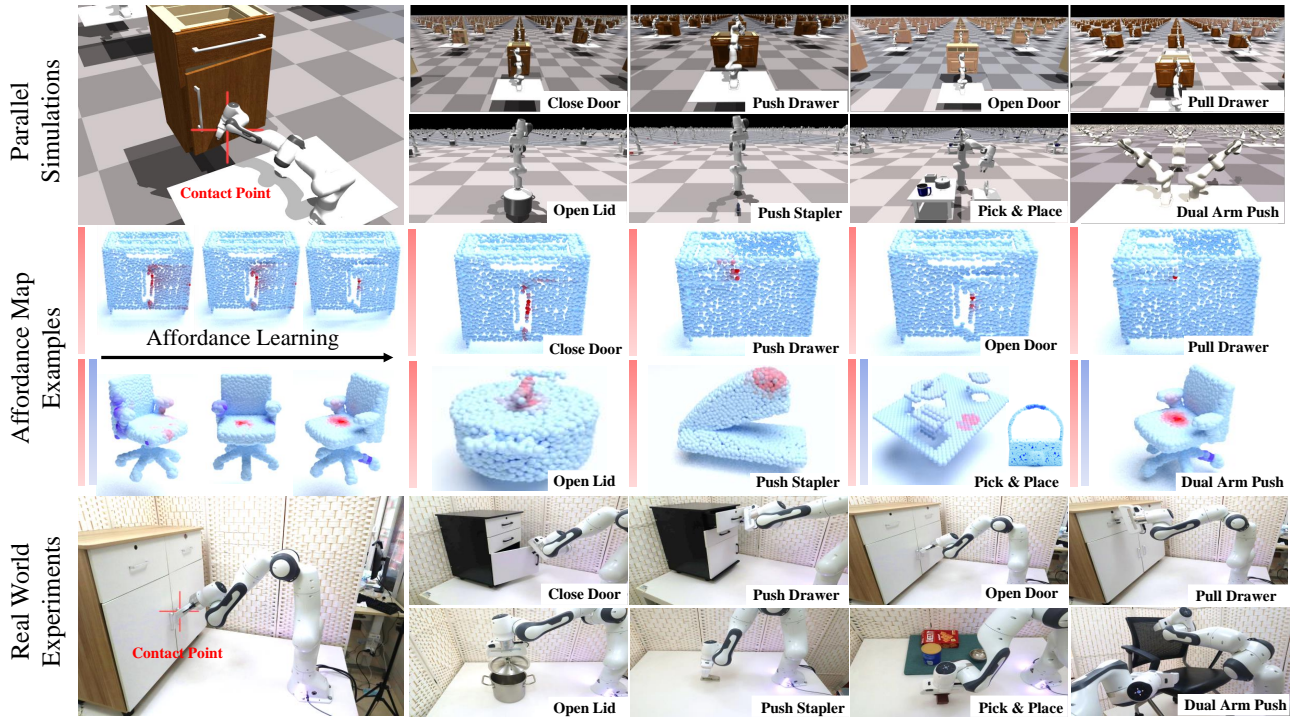 Parallel
Simulations
Contact Point
Close Door
Push Drawer
Open Door
Pull Drawer
Open Lid
Push Stapler
Pick & Place
Dual Arm Push
Affordance Map
Examples
Affordance Learning
Close Door
Push Drawer
Open Door
Pull Drawer
Open Lid
Push Stapler
Pick & Place
Dual Arm Push
Real World
Experiments
Contact Point
Close Door
Push Drawer
Open Door
Pull Drawer
Open Lid
Push Stapler
Pick & Place
Dual Arm Push